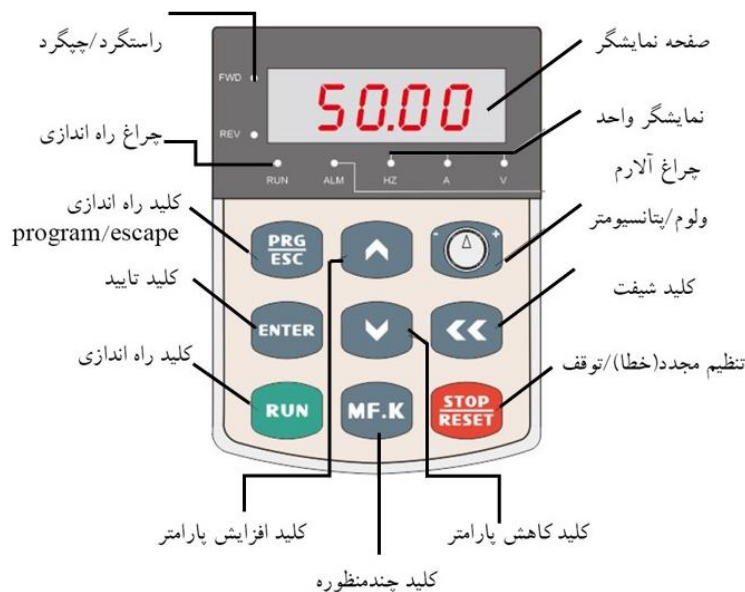 راستگرد/چپگرد
صفحه نمایشگر
FWD
50.00
نمایشگر واحد
REV
چراغ راه اندازی
RUN ALM HZ A V
چراغ آلارم
کلید راه اندازی
program/escape
PRG
ESC
- +
ولوم/پتانسیومتر
کلید تایید
ENTER
کلید شیفت
کلید راه اندازی
RUN
MF.K
STOP
RESET
تنظیم مجدد(خطا)/توقف
کلید افزایش پارامتر
کلید کاهش پارامتر
کلید چندمنظوره